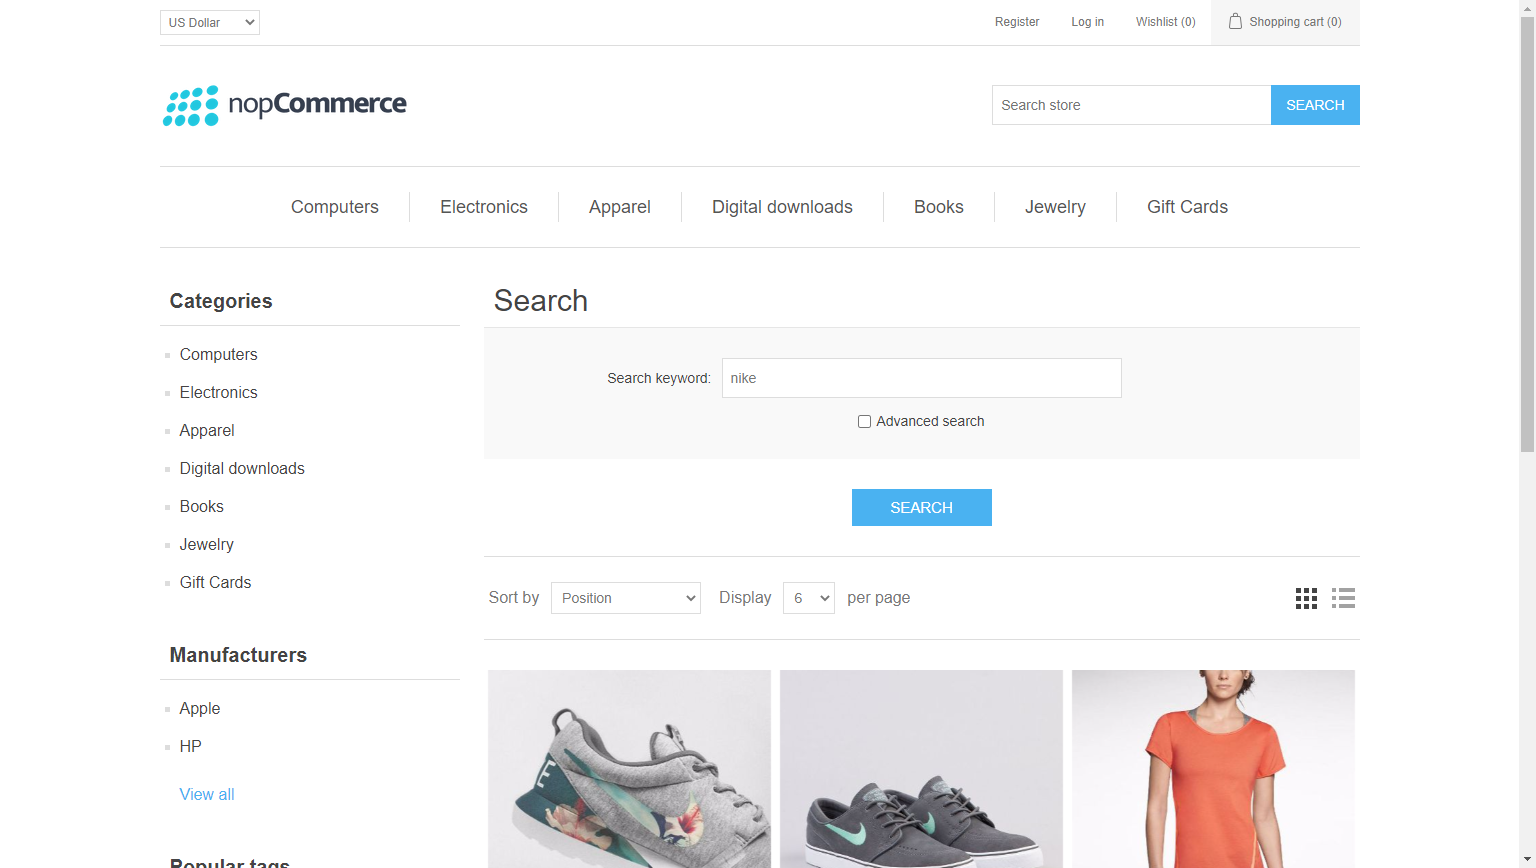 US Dollar
Register
Log in
Wishlist (0)
Shopping cart (0)
nopCommerce
Search store
SEARCH
Computers
Electronics
Apparel
Digital downloads
Books
Jewelry
Gift Cards
Categories
Computers
Electronics
Apparel
Digital downloads
Books
Jewelry
Gift Cards
Manufacturers
Apple
HP
View all
Popular tags
Search
Search keyword:
nike
Advanced search
SEARCH
Sort by
Position
Display
6
per page